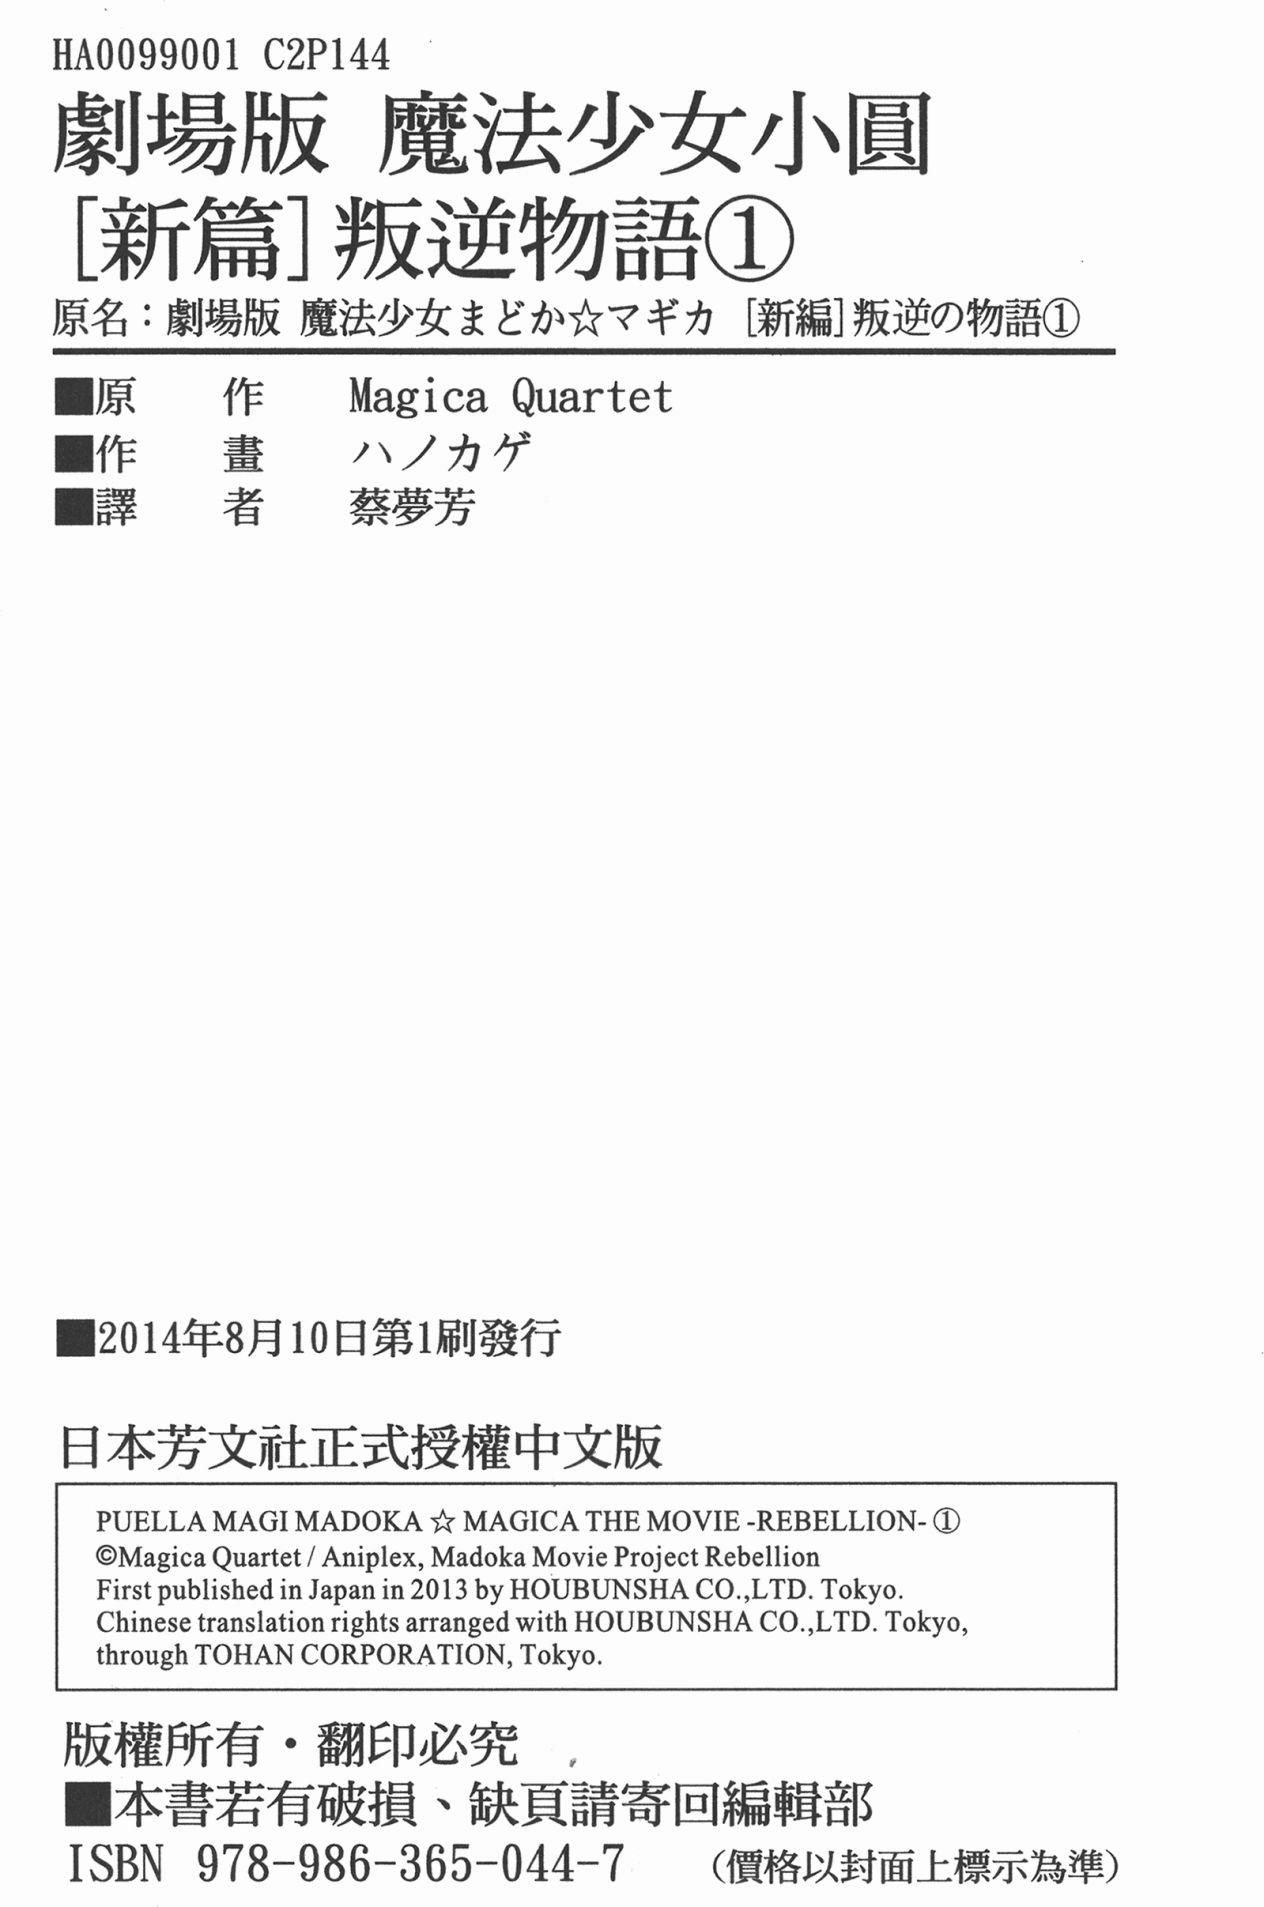 HA0099001 C2P144
劇場版 魔法少女小圓
[新篇]叛逆物語①
原名：劇場版 魔法少女まどか☆マギカ [新編]叛逆の物語①
■原 作 Magica Quartet
■作 畫 ハノカゲ
■譯 者 蔡夢芳
■2014年8月10日第1刷發行
日本芳文社正式授權中文版
PUELLA MAGI MADOKA ☆ MAGICA THE MOVIE -REBELLION- ①
©Magica Quartet / Aniplex, Madoka Movie Project Rebellion
First published in Japan in 2013 by HOUBUNSHA CO.,LTD. Tokyo.
Chinese translation rights arranged with HOUBUNSHA CO.,LTD. Tokyo,
through TOHAN CORPORATION, Tokyo.
版權所有・翻印必究
■本書若有破損、缺頁請寄回編輯部
ISBN 978-986-365-044-7 （價格以封面上標示為準）